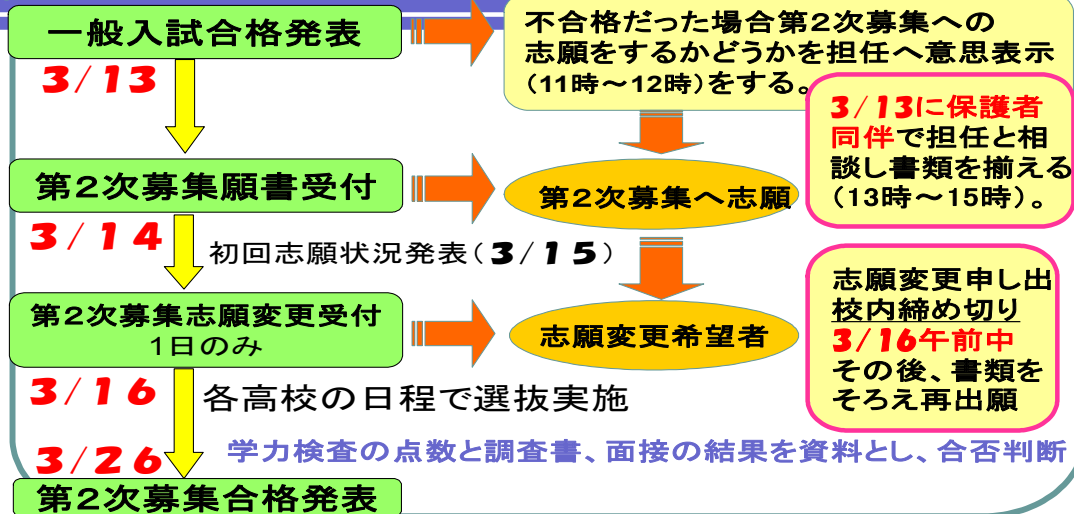 一般入試合格発表
不合格だった場合第2次募集への
志願をするかどうかを担任へ意思表示
(11時～12時)をする。
3/13
3/13に保護者
同伴で担任と相
談し書類を揃える
(13時～15時)。
第2次募集願書受付
第2次募集へ志願
3/14
初回志願状況発表(3/15)
第2次募集志願変更受付
1日のみ
志願変更希望者
志願変更申し出
校内締め切り
3/16午前中
その後、書類を
そろえ再出願
3/16
各高校の日程で選抜実施
学力検査の点数と調査書、面接の結果を資料とし、合否判断
3/26
第2次募集合格発表